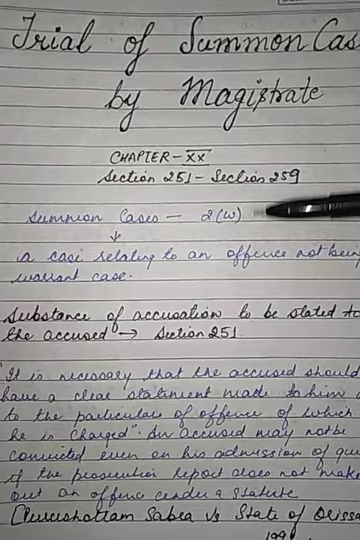 Trial of Summon Cas
by Magistrate
CHAPTER - XX
Section 251 - Section 259
Summon Cases — 2(w)
a case relating to an offence not being
warrant case.
Substance of accusation to be stated to
the accused → Section 251
"It is necessary that the accused should
have a clear statement made to him a
to the particulars of offence of which
he is charged". An accused may not be
convicted even on his admission of gui
if the prosecution report does not make
out an offence under a statute
[Purushottam Sabra Vs State of Orissa
199